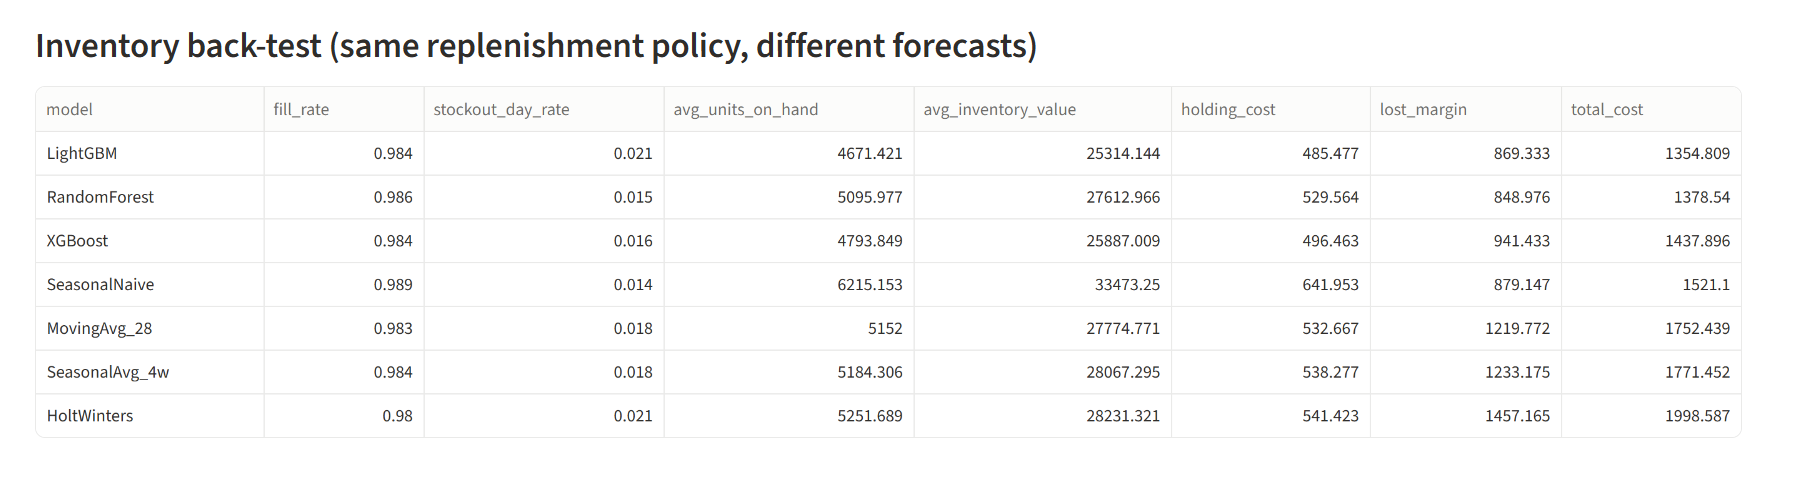 Inventory back-test (same replenishment policy, different forecasts)
model fill_rate stockout_day_rate avg_units_on_hand avg_inventory_value holding_cost lost_margin total_cost
LightGBM 0.984 0.021 4671.421 25314.144 485.477 869.333 1354.809
RandomForest 0.986 0.015 5095.977 27612.966 529.564 848.976 1378.54
XGBoost 0.984 0.016 4793.849 25887.009 496.463 941.433 1437.896
SeasonalNaive 0.989 0.014 6215.153 33473.25 641.953 879.147 1521.1
MovingAvg_28 0.983 0.018 5152 27774.771 532.667 1219.772 1752.439
SeasonalAvg_4w 0.984 0.018 5184.306 28067.295 538.277 1233.175 1771.452
HoltWinters 0.98 0.021 5251.689 28231.321 541.423 1457.165 1998.587